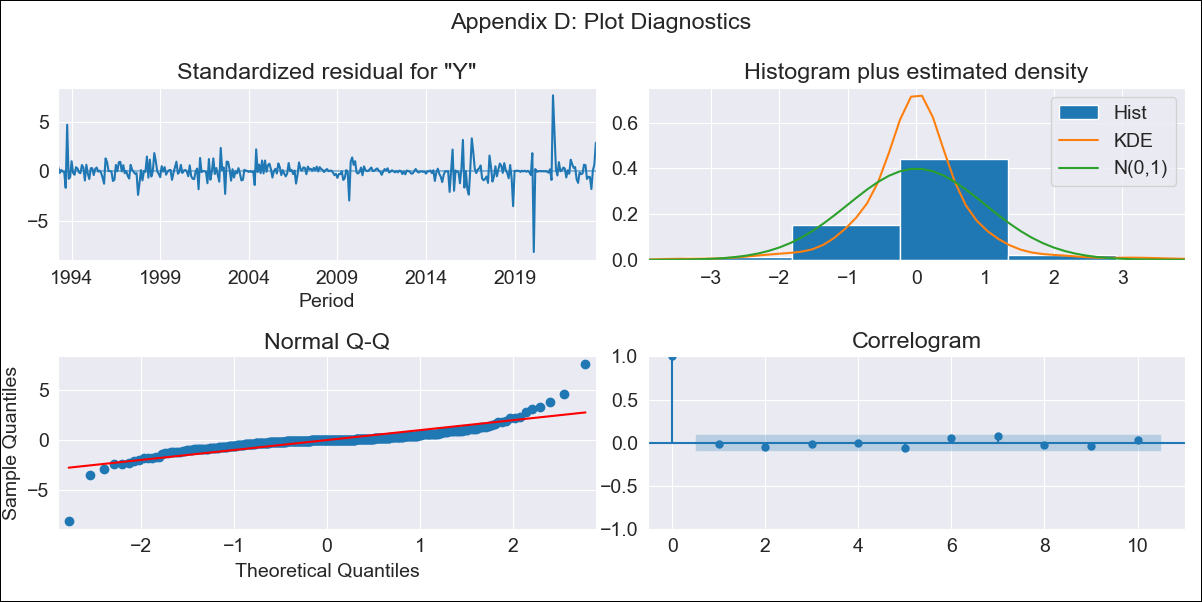 Appendix D: Plot Diagnostics
Standardized residual for "Y"
5
0
−5
1994 1999 2004 2009 2014 2019
Period
Histogram plus estimated density
Hist
KDE
N(0,1)
0.6
0.4
0.2
0.0
−3 −2 −1 0 1 2 3
Normal Q-Q
Sample Quantiles
5
0
−5
−2 −1 0 1 2
Theoretical Quantiles
Correlogram
1.0
0.5
0.0
−0.5
−1.0
0 2 4 6 8 10